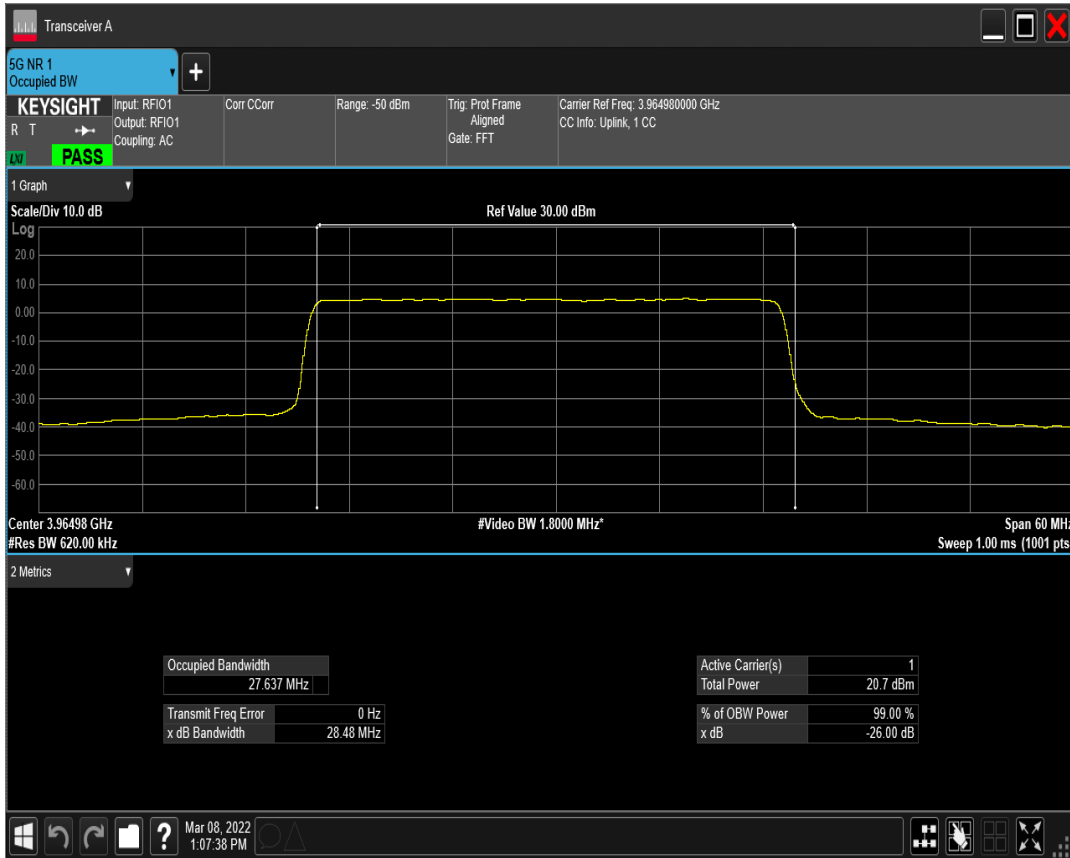 Transceiver A
5G NR 1
Occupied BW
KEYSIGHT
R T
LXI
PASS
Input: RFIO1
Output: RFIO1
Coupling: AC
Corr CCorr
Range: -50 dBm
Trig: Prot Frame
Aligned
Gate: FFT
Carrier Ref Freq: 3.964980000 GHz
CC Info: Uplink, 1 CC
1 Graph
Scale/Div 10.0 dB
Ref Value 30.00 dBm
Log
20.0
10.0
0.00
-10.0
-20.0
-30.0
-40.0
-50.0
-60.0
Center 3.96498 GHz
#Video BW 1.8000 MHz*
Span 60 MHz
#Res BW 620.00 kHz
Sweep 1.00 ms (1001 pts
2 Metrics
Occupied Bandwidth
27.637 MHz
Transmit Freq Error 0 Hz
x dB Bandwidth 28.48 MHz
Active Carrier(s) 1
Total Power 20.7 dBm
% of OBW Power 99.00 %
x dB -26.00 dB
?
Mar 08, 2022
1:07:38 PM